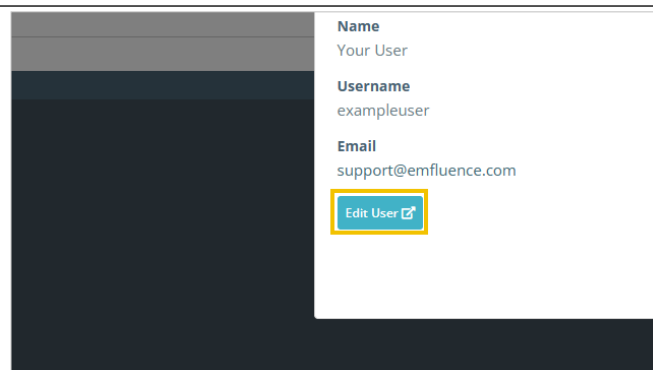 Name
Your User
Username
exampleuser
Email
support@emfluence.com
Edit User